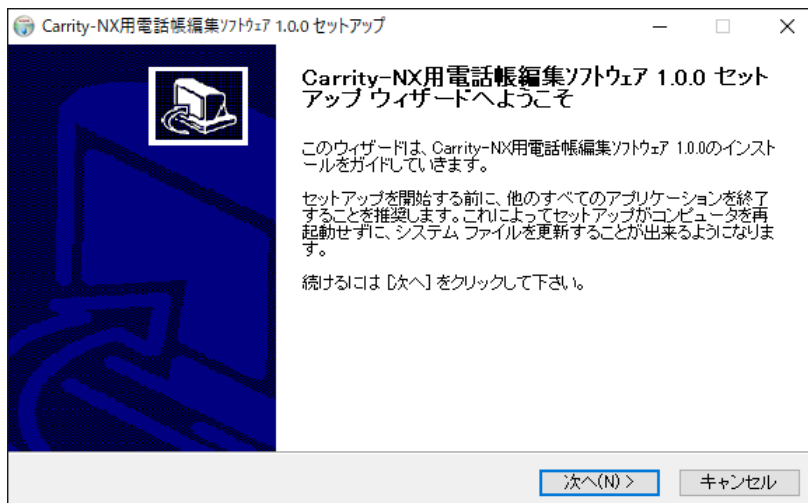 Carrity-NX用電話帳編集ｿﾌﾄｳｪｱ 1.0.0 セットアップ
Carrity-NX用電話帳編集ｿﾌﾄｳｪｱ 1.0.0 セット
アップ ウィザードへようこそ
このウィザードは、Carrity-NX用電話帳編集ｿﾌﾄｳｪｱ 1.0.0のインスト
ールをガイドしていきます。
セットアップを開始する前に、他のすべてのアプリケーションを終了
することを推奨します。これによってセットアップがコンピュータを再
起動せずに、システム ファイルを更新することが出来るようになりま
す。
続けるには [次へ] をクリックして下さい。
次へ(N) >
キャンセル